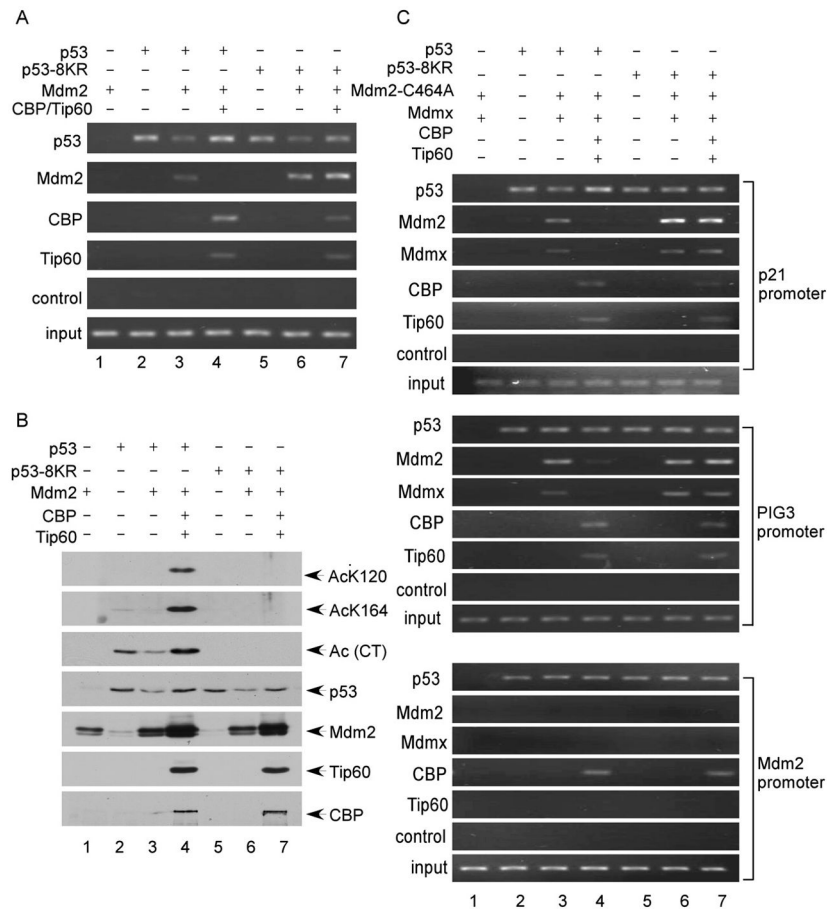 A
p53 – + + + – – –
p53-8KR – – – – + + +
Mdm2 + – + + – + +
CBP/Tip60 – – – + – – +
p53
Mdm2
CBP
Tip60
control
input
1 2 3 4 5 6 7
B
p53 – + + + – – –
p53-8KR – – – – + + +
Mdm2 + – + + – + +
CBP – – – + – – +
Tip60 – – – + – – +
AcK120
AcK164
Ac (CT)
p53
Mdm2
Tip60
CBP
1 2 3 4 5 6 7
C
p53 – + + + – – –
p53-8KR – – – – + + +
Mdm2-C464A + – + + – + +
Mdmx + – + + – + +
CBP – – – + – – +
Tip60 – – – + – – +
p53
Mdm2
Mdmx
CBP
Tip60
control
input
p21
promoter
p53
Mdm2
Mdmx
CBP
Tip60
control
input
PIG3
promoter
p53
Mdm2
Mdmx
CBP
Tip60
control
input
Mdm2
promoter
1 2 3 4 5 6 7